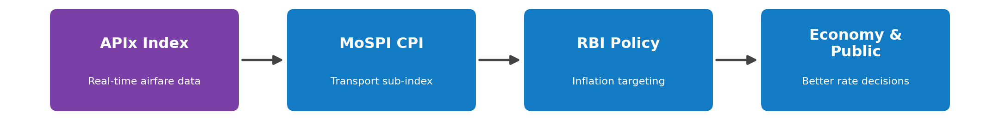 APIx Index
Real-time airfare data
MoSPI CPI
Transport sub-index
RBI Policy
Inflation targeting
Economy &
Public
Better rate decisions